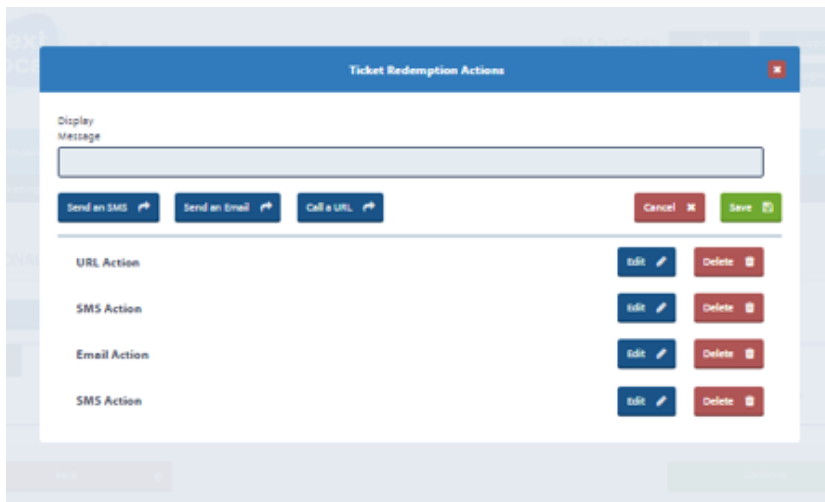 Ticket Redemption Actions
Display
Message
Send an SMS
Send an Email
Call a URL
Cancel
Save
URL Action
Edit
Delete
SMS Action
Edit
Delete
Email Action
Edit
Delete
SMS Action
Edit
Delete